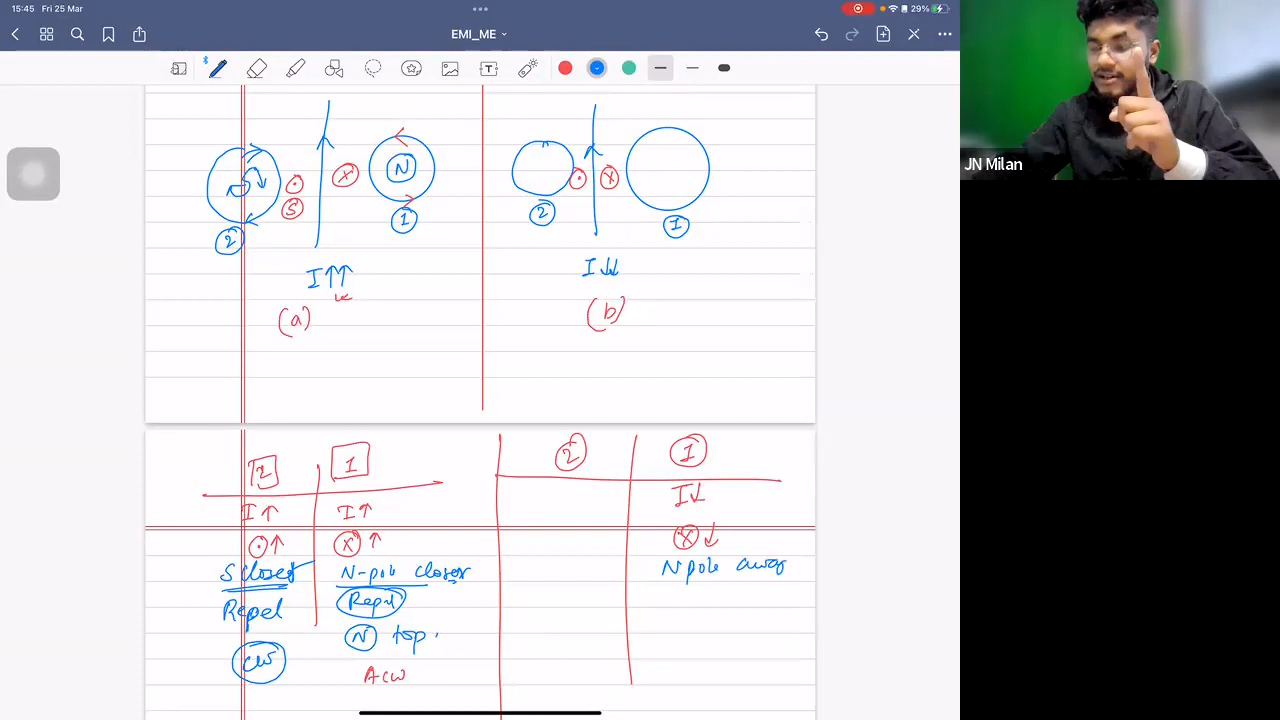 15:45 Fri 25 Mar
29%
EMI_ME
JN Milan
N
S
1
2
I↑↑
(a)
2
1
I↓↓
(b)
2 1
I↑ I↑
⊙↑ ⓧ↑
S closer N-pole closer
Repel Repel
N top
CW ACW
2 1
I↓
ⓧ↓
N pole away